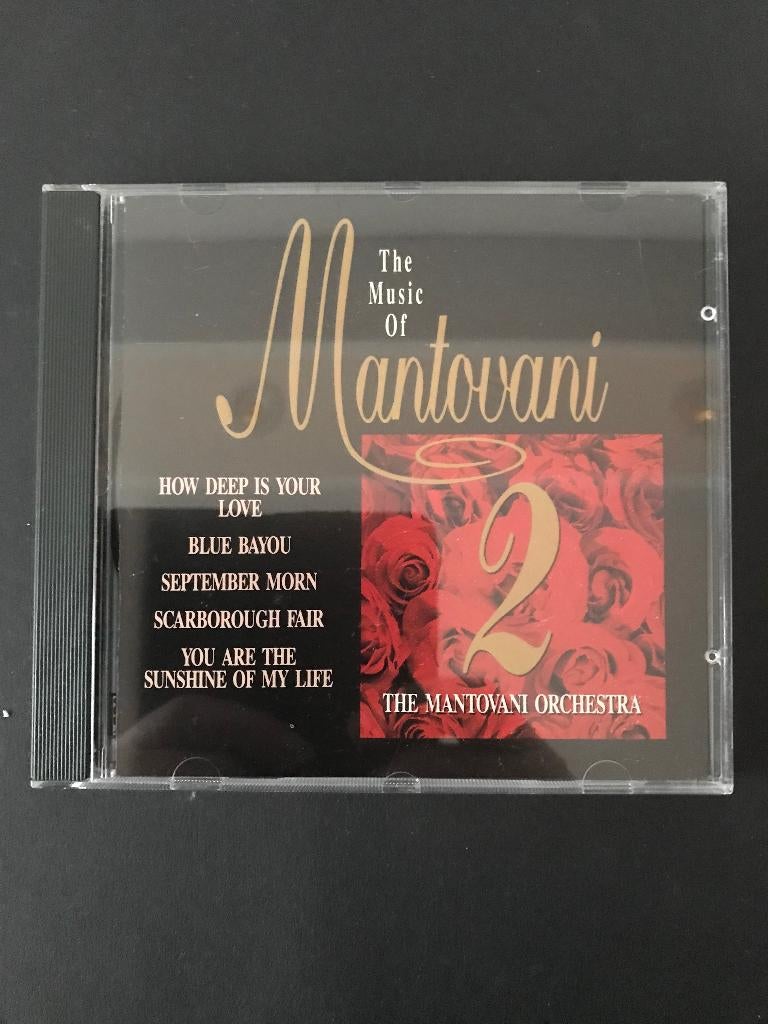 The
Music
Of
Mantovani
HOW DEEP IS YOUR
LOVE
BLUE BAYOU
SEPTEMBER MORN
SCARBOROUGH FAIR
YOU ARE THE
SUNSHINE OF MY LIFE
2
THE MANTOVANI ORCHESTRA